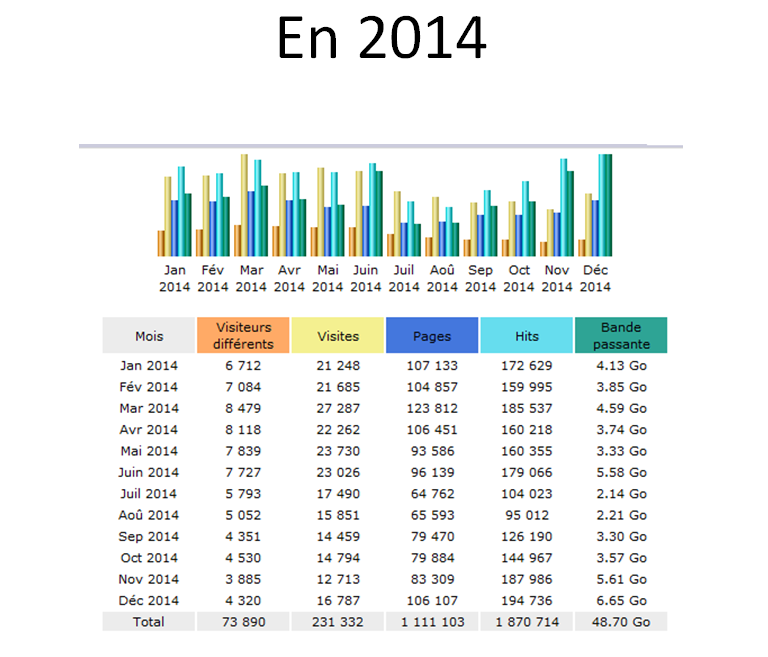 En 2014
Jan Fév Mar Avr Mai Juin Juil Aoû Sep Oct Nov Déc
2014 2014 2014 2014 2014 2014 2014 2014 2014 2014 2014 2014
Mois Visiteurs différents Visites Pages Hits Bande passante
Jan 2014 6 712 21 248 107 133 172 629 4.13 Go
Fév 2014 7 084 21 685 104 857 159 995 3.85 Go
Mar 2014 8 479 27 287 123 812 185 537 4.59 Go
Avr 2014 8 118 22 262 106 451 160 218 3.74 Go
Mai 2014 7 839 23 730 93 586 160 355 3.33 Go
Juin 2014 7 727 23 026 96 139 179 066 5.58 Go
Juil 2014 5 793 17 490 64 762 104 023 2.14 Go
Aoû 2014 5 052 15 851 65 593 95 012 2.21 Go
Sep 2014 4 351 14 459 79 470 126 190 3.30 Go
Oct 2014 4 530 14 794 79 884 144 967 3.57 Go
Nov 2014 3 885 12 713 83 309 187 986 5.61 Go
Déc 2014 4 320 16 787 106 107 194 736 6.65 Go
Total 73 890 231 332 1 111 103 1 870 714 48.70 Go